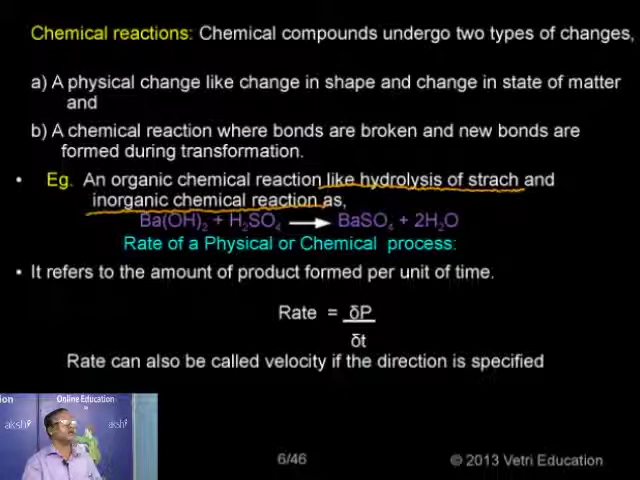 Chemical reactions: Chemical compounds undergo two types of changes,
a) A physical change like change in shape and change in state of matter
and
b) A chemical reaction where bonds are broken and new bonds are
formed during transformation.
• Eg. An organic chemical reaction like hydrolysis of strach and
inorganic chemical reaction as,
Ba(OH)₂ + H₂SO₄ ⟶ BaSO₄ + 2H₂O
Rate of a Physical or Chemical process:
• It refers to the amount of product formed per unit of time.
Rate = δP
δt
Rate can also be called velocity if the direction is specified
Online Education
6/46
© 2013 Vetri Education